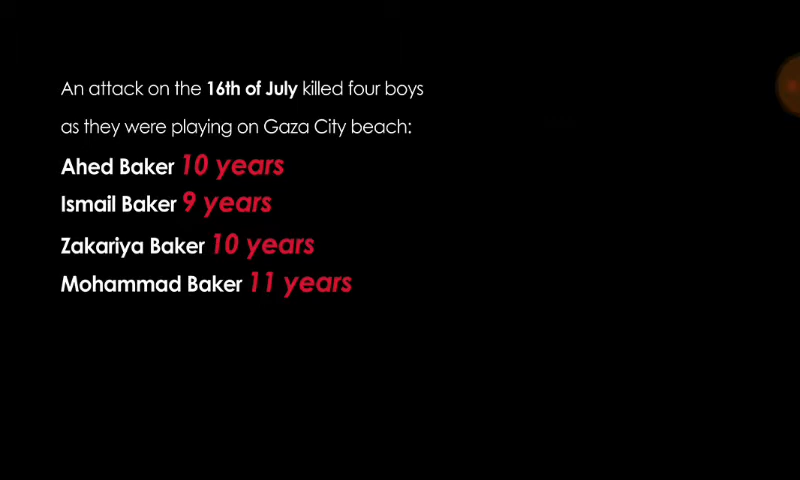 An attack on the 16th of July killed four boys
as they were playing on Gaza City beach:
Ahed Baker 10 years
Ismail Baker 9 years
Zakariya Baker 10 years
Mohammad Baker 11 years